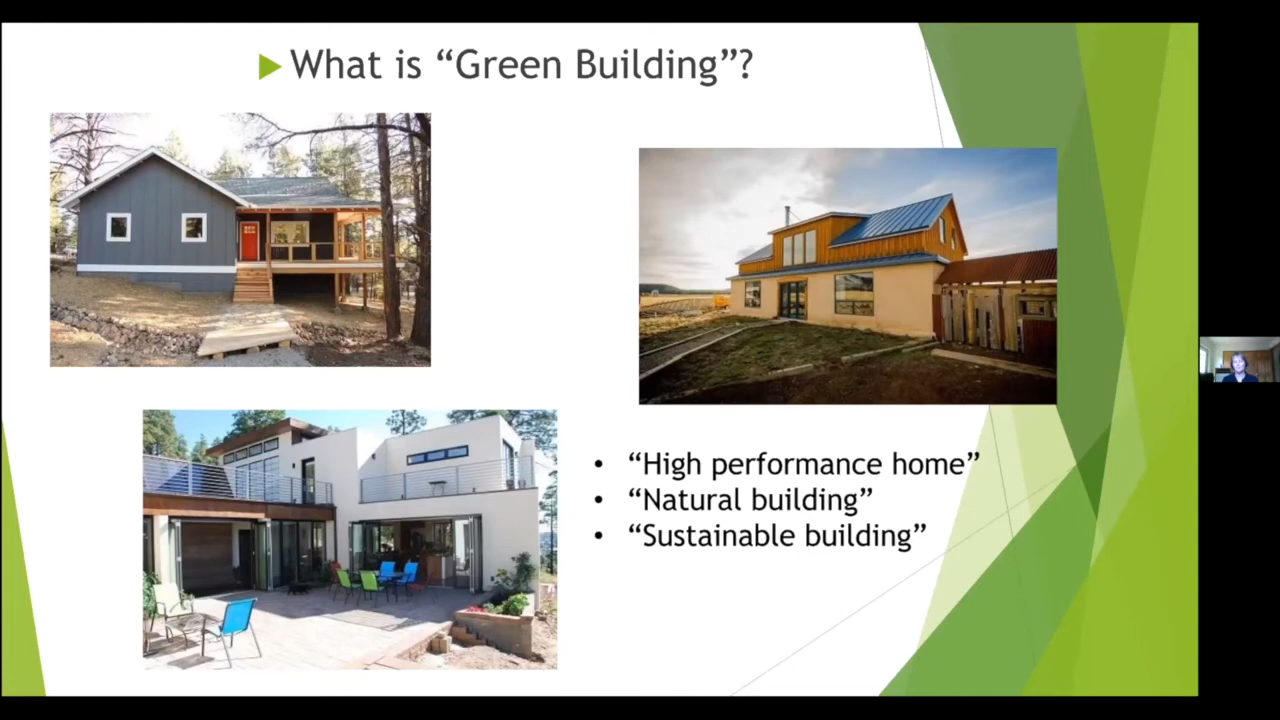 What is “Green Building”?
• “High performance home”
• “Natural building”
• “Sustainable building”